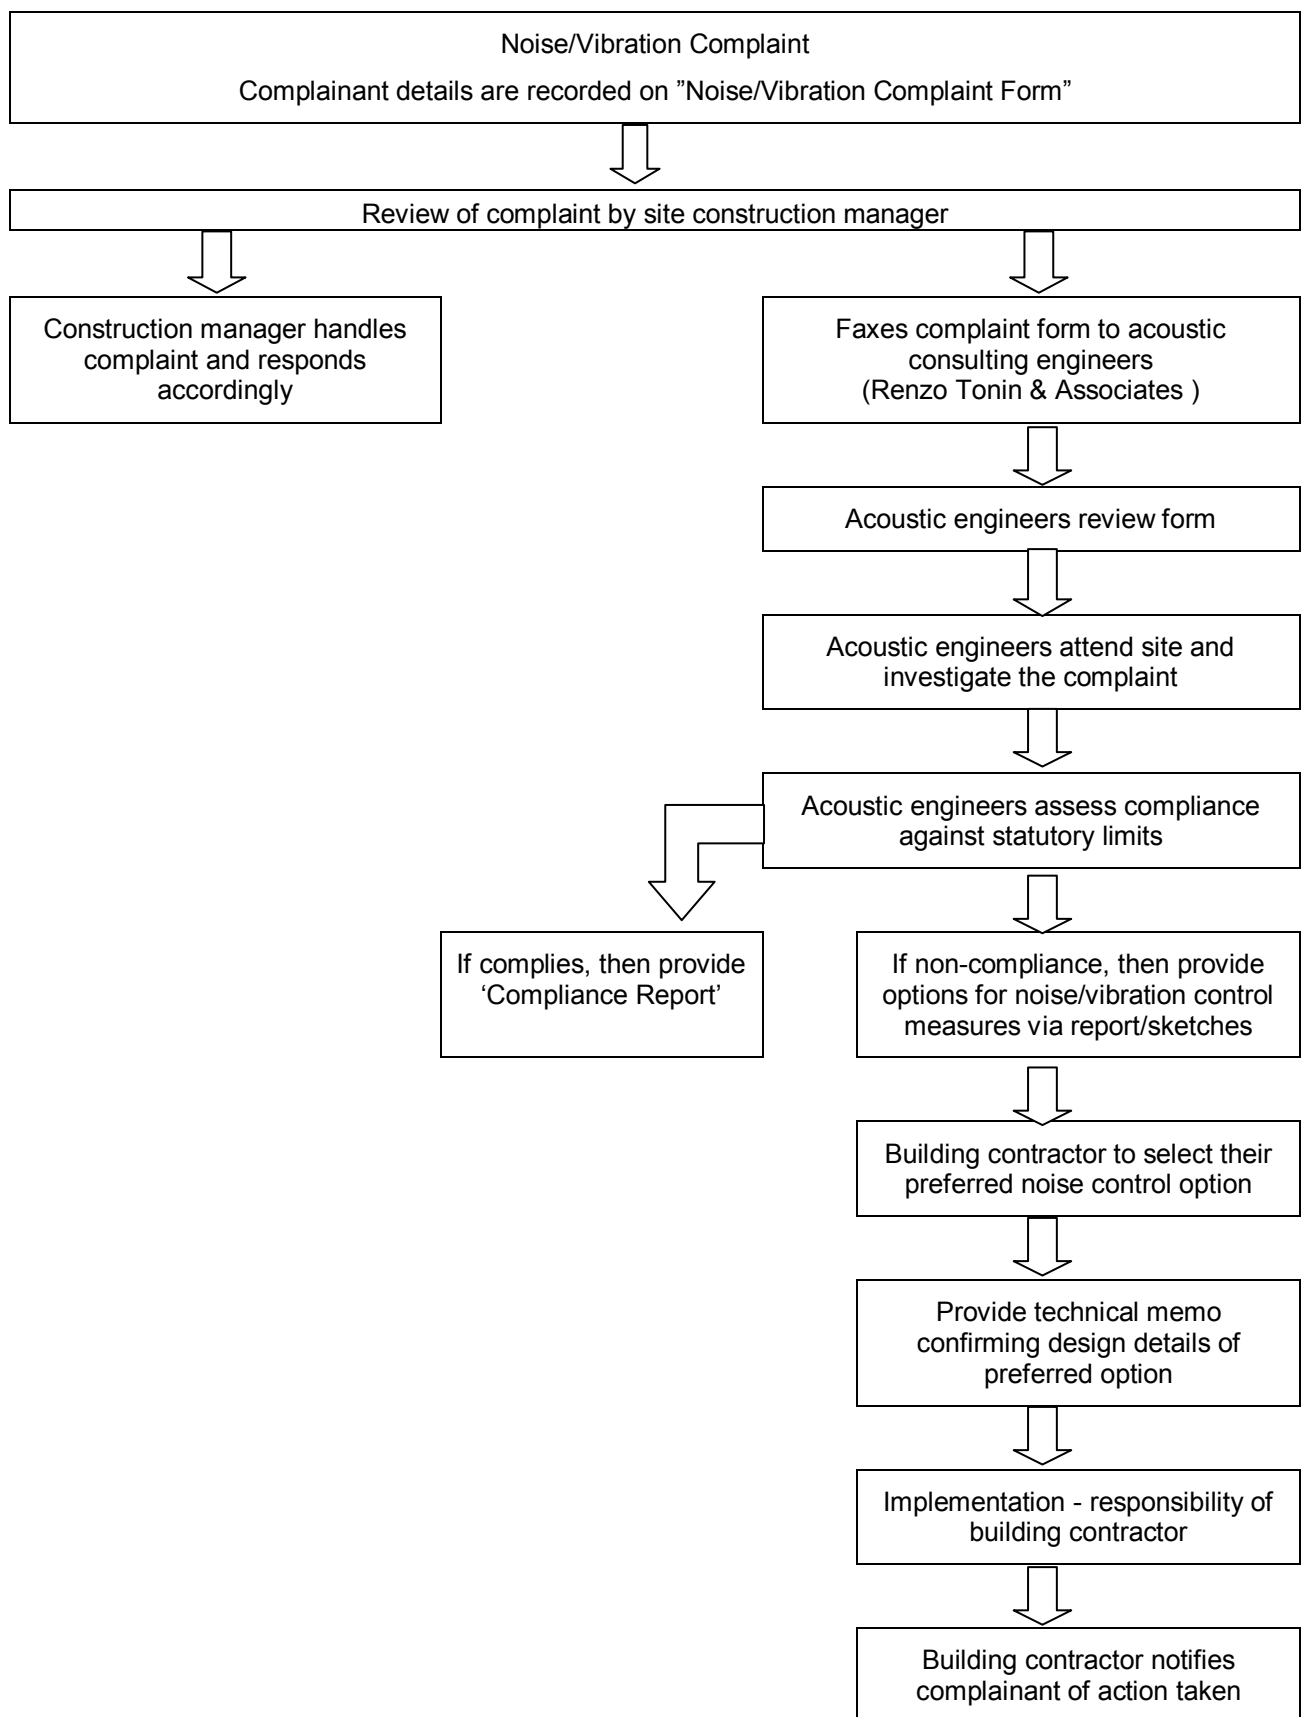 Noise/Vibration Complaint
Complainant details are recorded on ”Noise/Vibration Complaint Form”
Review of complaint by site construction manager
Construction manager handles
complaint and responds
accordingly
Faxes complaint form to acoustic
consulting engineers
(Renzo Tonin & Associates )
Acoustic engineers review form
Acoustic engineers attend site and
investigate the complaint
Acoustic engineers assess compliance
against statutory limits
If complies, then provide
‘Compliance Report’
If non-compliance, then provide
options for noise/vibration control
measures via report/sketches
Building contractor to select their
preferred noise control option
Provide technical memo
confirming design details of
preferred option
Implementation - responsibility of
building contractor
Building contractor notifies
complainant of action taken